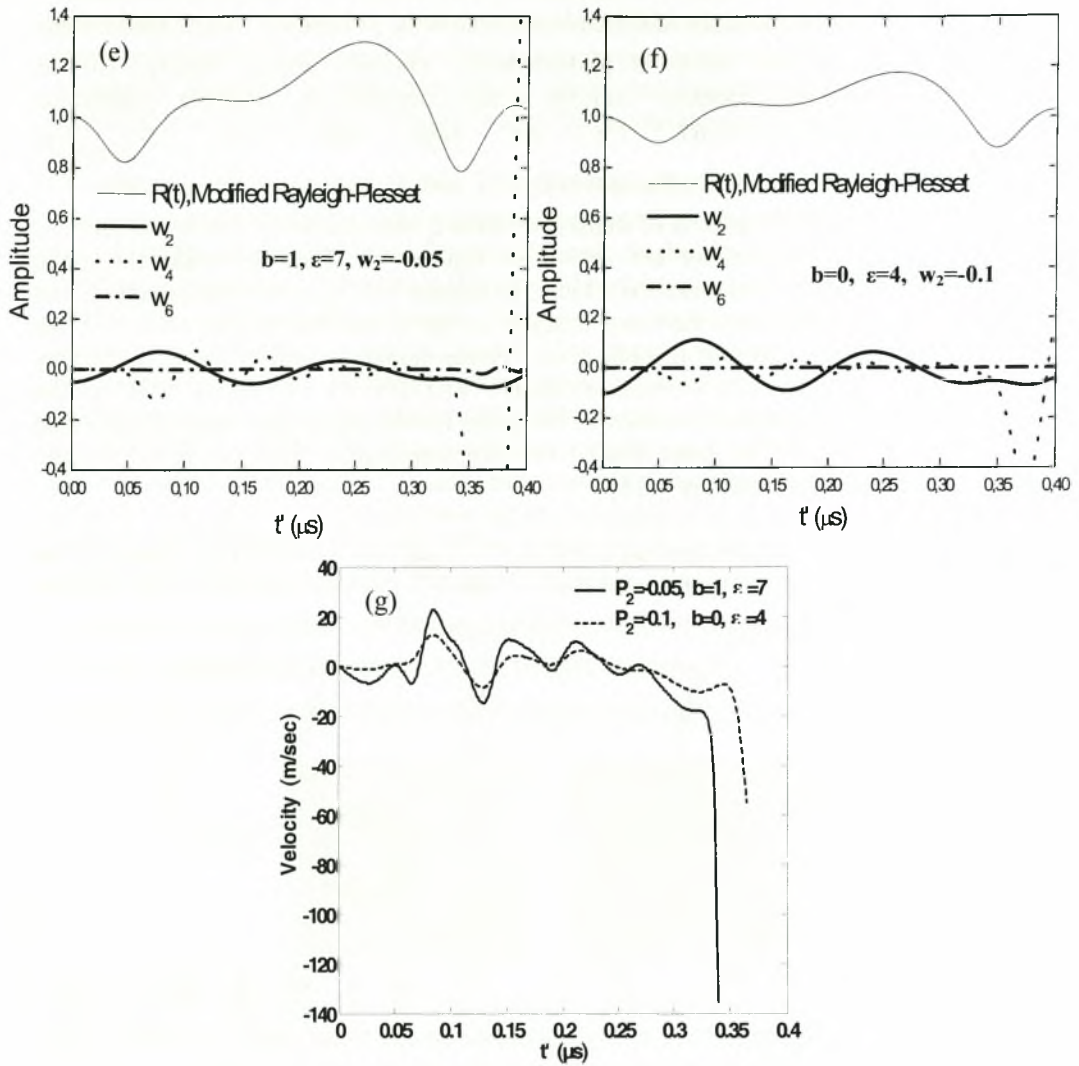 (e)
1,4
1,2
1,0
0,8
0,6
0,4
0,2
0,0
-0,2
-0,4
Amplitude
R(t),Modified Rayleigh-Plesset
w2
w4
w6
b=1, ε=7, w2=-0.05
0,00 0,05 0,10 0,15 0,20 0,25 0,30 0,35 0,40
t' (μs)
(f)
1,4
1,2
1,0
0,8
0,6
0,4
0,2
0,0
-0,2
-0,4
Amplitude
R(t),Modified Rayleigh-Plesset
w2
w4
w6
b=0, ε=4, w2=-0.1
0,00 0,05 0,10 0,15 0,20 0,25 0,30 0,35 0,40
t' (μs)
(g)
40
20
0
-20
-40
-60
-80
-100
-120
-140
Velocity (m/sec)
P2=-0.05, b=1, ε=7
P2=-0.1, b=0, ε=4
0 0.05 0.1 0.15 0.2 0.25 0.3 0.35 0.4
t' (μs)